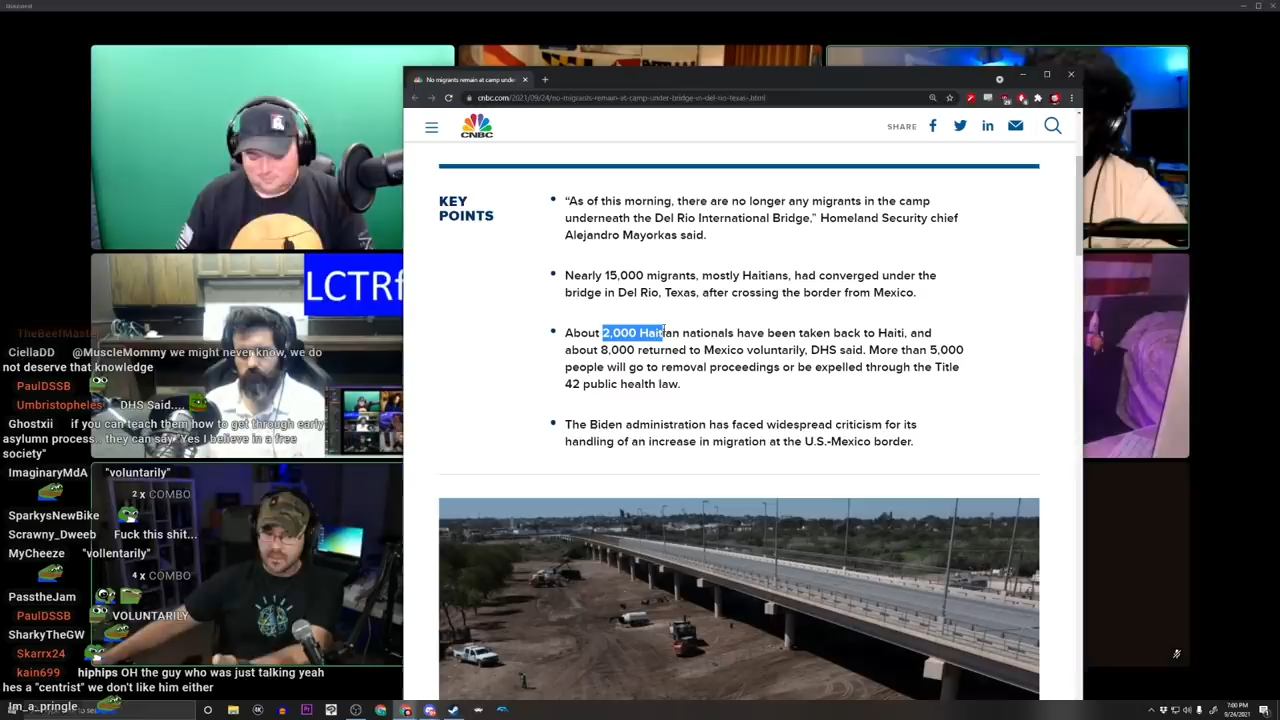 No migrants remain at camp unde
cnbc.com/2021/09/24/no-migrants-remain-at-camp-under-bridge-in-del-rio-texas-.html
CNBC
SHARE
KEY
POINTS
“As of this morning, there are no longer any migrants in the camp
underneath the Del Rio International Bridge,” Homeland Security chief
Alejandro Mayorkas said.
Nearly 15,000 migrants, mostly Haitians, had converged under the
bridge in Del Rio, Texas, after crossing the border from Mexico.
About 2,000 Haitian nationals have been taken back to Haiti, and
about 8,000 returned to Mexico voluntarily, DHS said. More than 5,000
people will go to removal proceedings or be expelled through the Title
42 public health law.
The Biden administration has faced widespread criticism for its
handling of an increase in migration at the U.S.-Mexico border.
LCTRf
TheBeefMaster
CiellaDD @MuscleMommy we might never know, we do
not deserve that knowledge
PaulDSSB
Umbristopheles DHS Said....
Ghostxii if you can teach them how to get through early
asylumn process.. they can say "Yes I believe in a free
society"
ImaginaryMdA "voluntarily"
2 x COMBO
SparkysNewBike
Scrawny_Dweeb Fuck this shit...
MyCheeze "vollentarily"
4 x COMBO
PasstheJam
PaulDSSB VOLUNTARILY
SharkyTheGW
Skarrx24
kain699 hiphips OH the guy who was just talking yeah
hes a "centrist" we don't like him either
Im_a_pringle
7:00 PM
9/24/2021